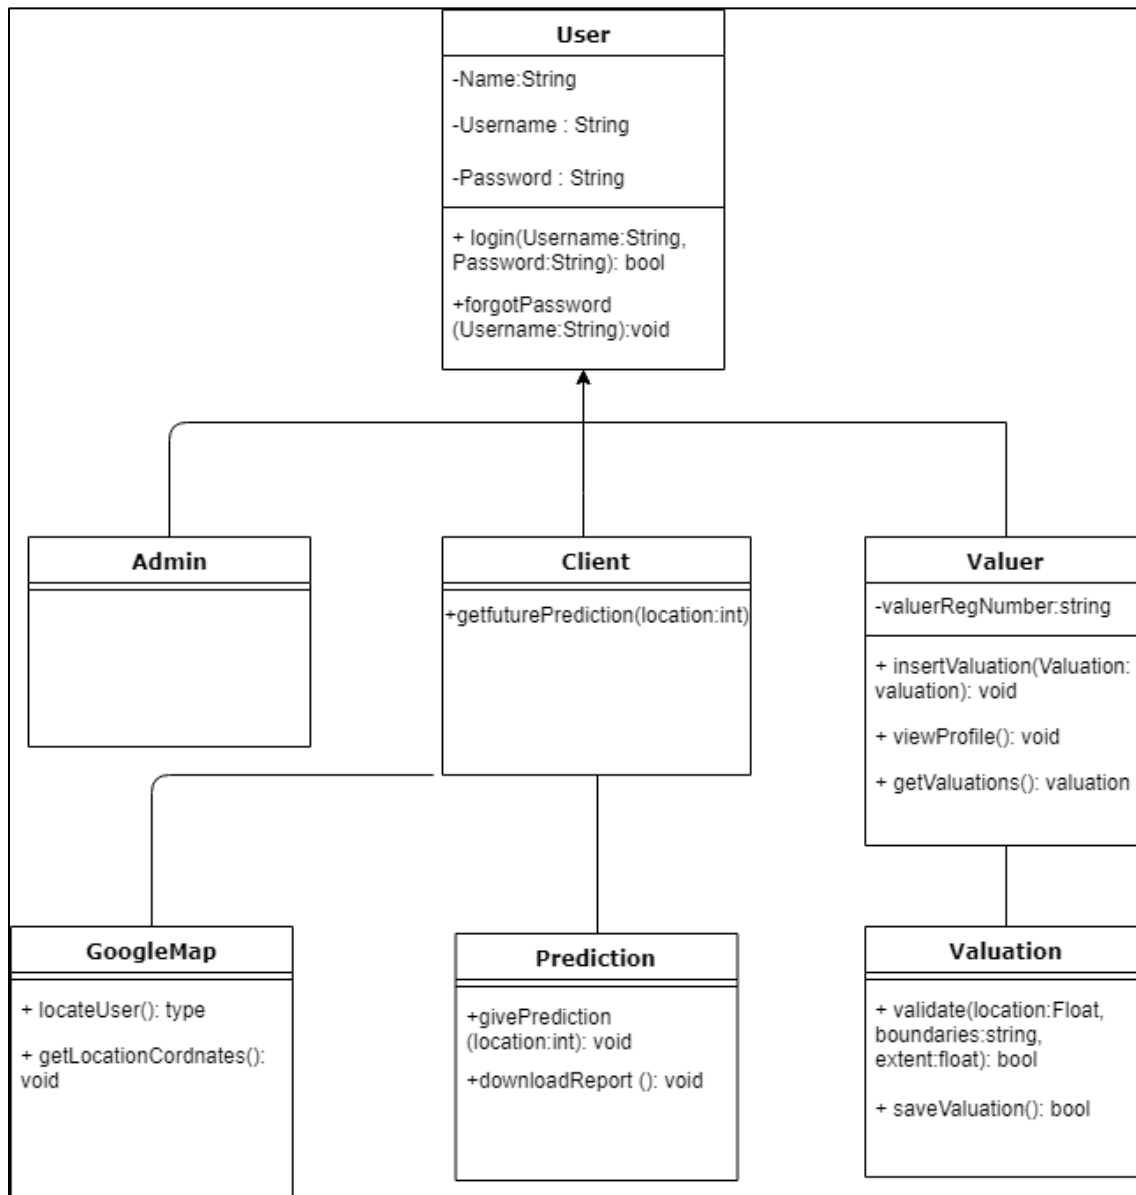 User
-Name:String
-Username : String
-Password : String
+ login(Username:String,
Password:String): bool
+forgotPassword
(Username:String):void
Admin
Client
+getfuturePrediction(location:int)
Valuer
-valuerRegNumber:string
+ insertValuation(Valuation:
valuation): void
+ viewProfile(): void
+ getValuations(): valuation
GoogleMap
+ locateUser(): type
+ getLocationCordnates():
void
Prediction
+givePrediction
(location:int): void
+downloadReport (): void
Valuation
+ validate(location:Float,
boundaries:string,
extent:float): bool
+ saveValuation(): bool